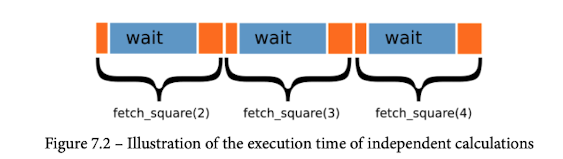 wait wait wait
fetch_square(2) fetch_square(3) fetch_square(4)
Figure 7.2 – Illustration of the execution time of independent calculations